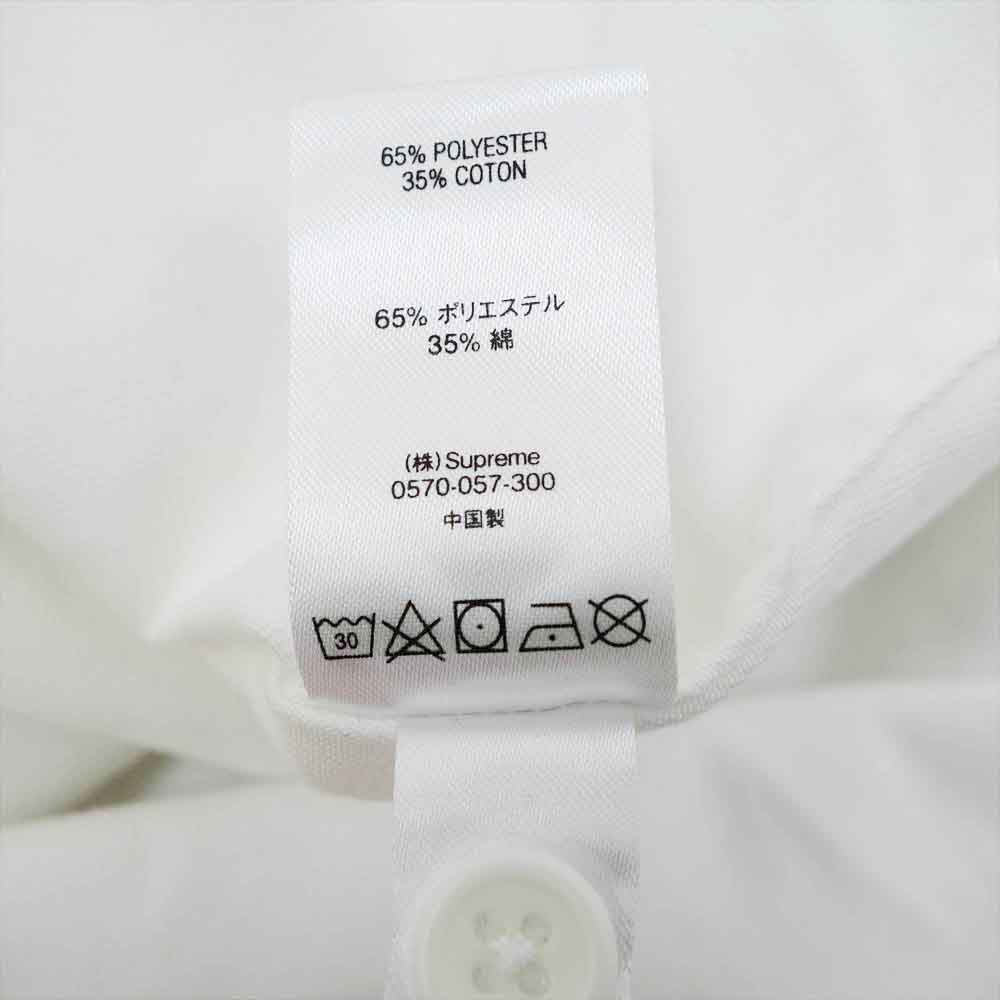 65% POLYESTER
35% COTON
65% ポリエステル
35% 綿
(株)Supreme
0570-057-300
中国製
30